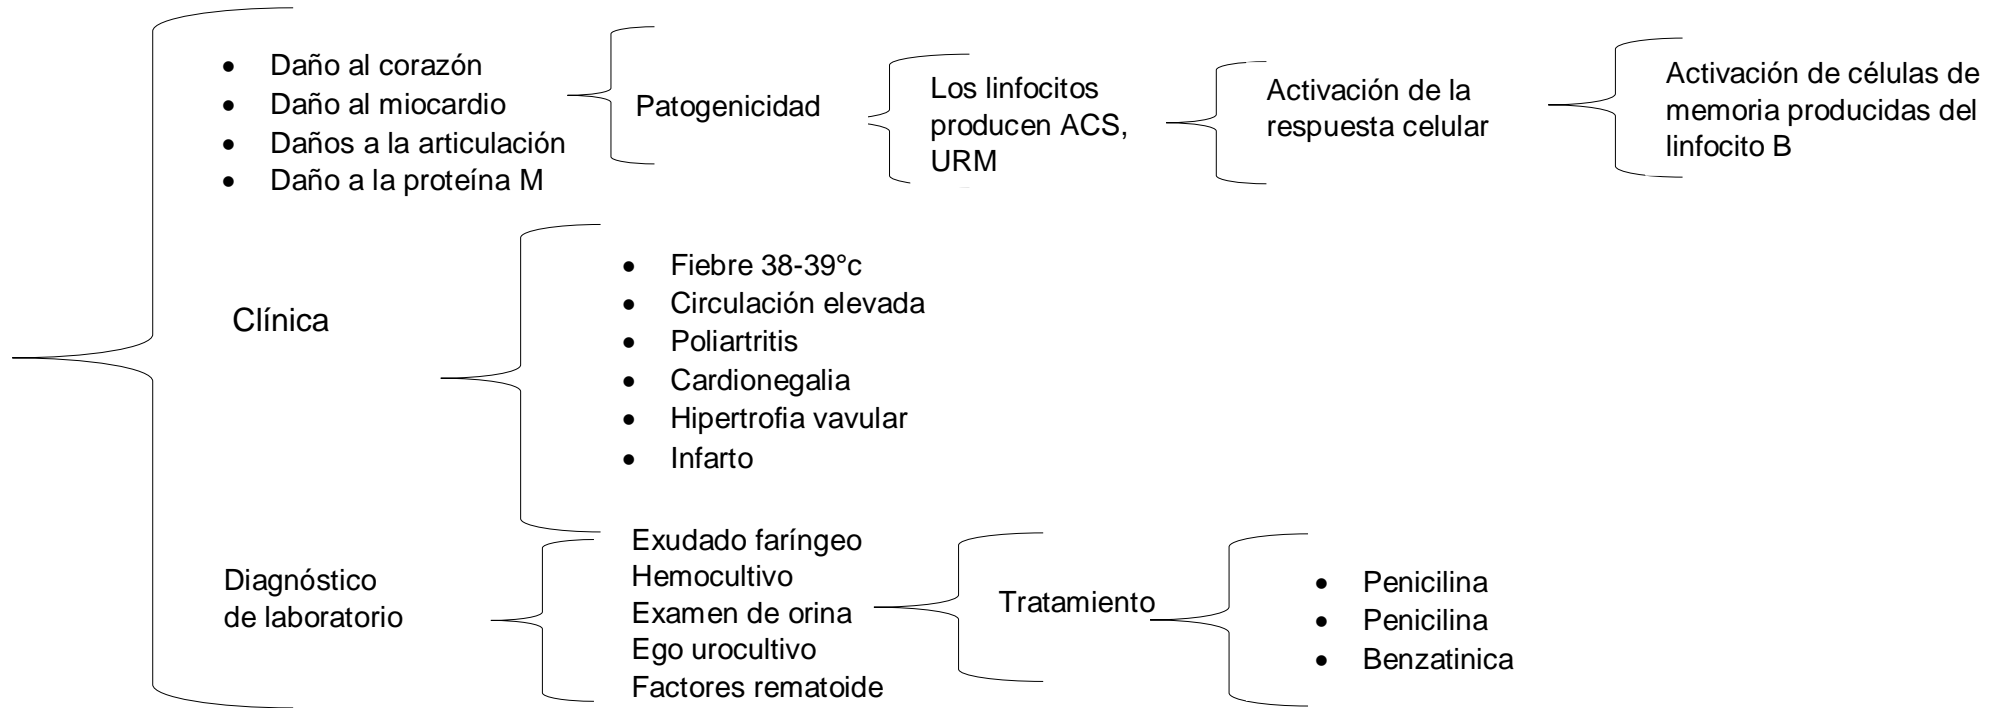 • Daño al corazón
• Daño al miocardio
• Daños a la articulación
• Daño a la proteína M
Patogenicidad
Los linfocitos
producen ACS,
URM
Activación de la
respuesta celular
Activación de células de
memoria producidas del
linfocito B
Clínica
• Fiebre 38-39°c
• Circulación elevada
• Poliartritis
• Cardionegalia
• Hipertrofia vavular
• Infarto
Diagnóstico
de laboratorio
Exudado faríngeo
Hemocultivo
Examen de orina
Ego urocultivo
Factores rematoide
Tratamiento
• Penicilina
• Penicilina
• Benzatinica